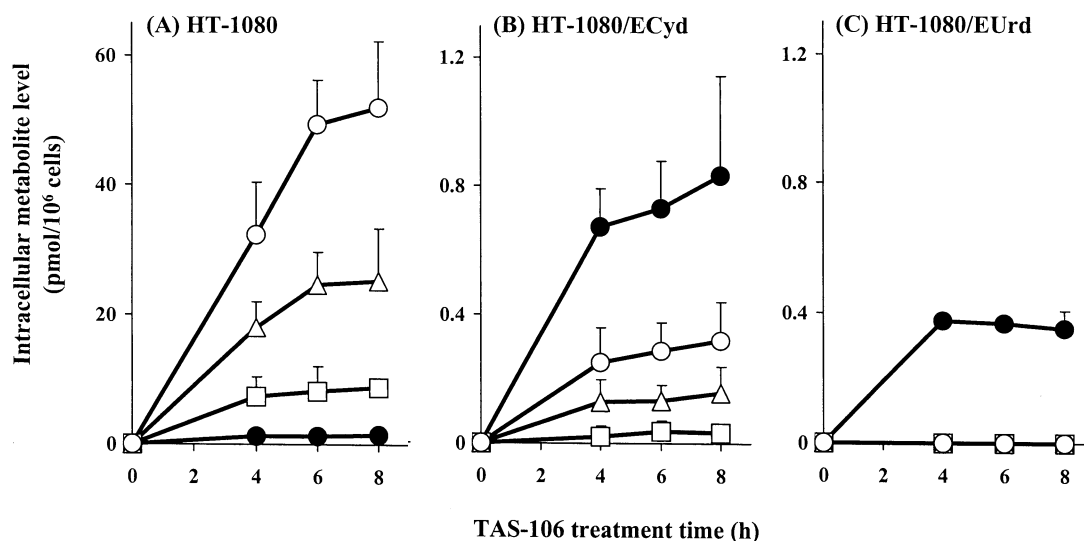 (A) HT-1080
(B) HT-1080/ECyd
(C) HT-1080/EUrd
Intracellular metabolite level
(pmol/10⁶ cells)
60
40
20
0
0 2 4 6 8
1.2
0.8
0.4
0
0 2 4 6 8
1.2
0.8
0.4
0
0 2 4 6 8
TAS-106 treatment time (h)